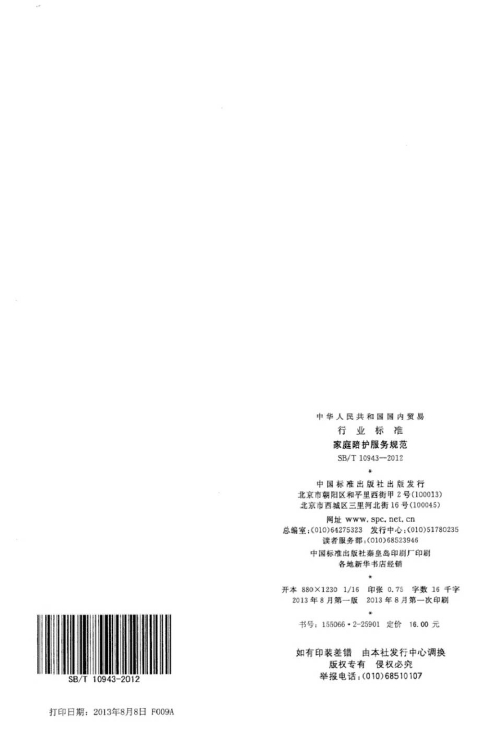 中华人民共和国国内贸易
行业标准
家庭陪护服务规范
SB/T 10943—2012
*
中国标准出版社出版发行
北京市朝阳区和平里西街甲2号(100013)
北京市西城区三里河北街16号(100045)
网址 www.spc.net.cn
总编室:(010)64275323 发行中心:(010)51780235
读者服务部:(010)68523946
中国标准出版社秦皇岛印刷厂印刷
各地新华书店经销
*
开本 880×1230 1/16 印张 0.75 字数 16 千字
2013年8月第一版 2013年8月第一次印刷
*
书号:155066·2-25901 定价 16.00 元
如有印装差错 由本社发行中心调换
版权专有 侵权必究
举报电话:(010)68510107
SB/T 10943-2012
打印日期:2013年8月8日 F009A